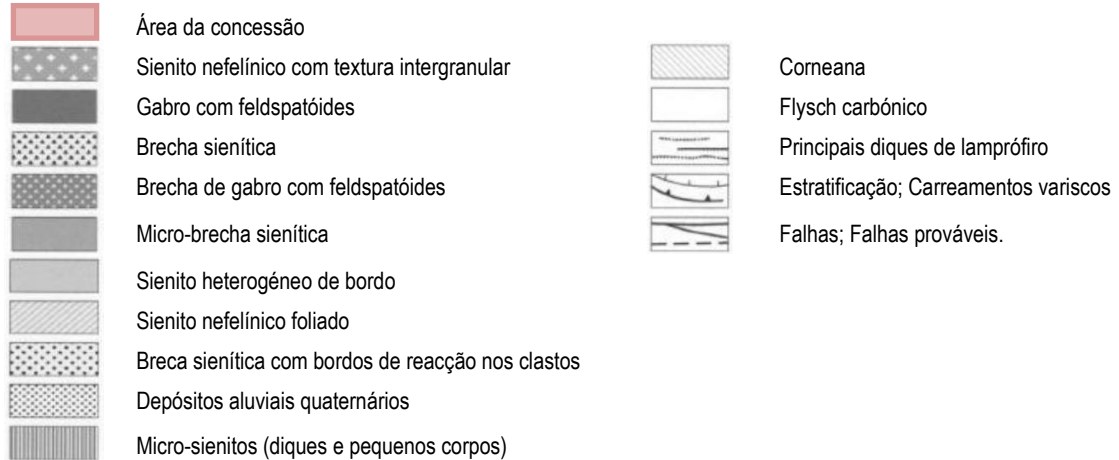 Área da concessão
Sienito nefelínico com textura intergranular
Gabro com feldspatóides
Brecha sienítica
Brecha de gabro com feldspatóides
Micro-brecha sienítica
Sienito heterogéneo de bordo
Sienito nefelínico foliado
Breca sienítica com bordos de reacção nos clastos
Depósitos aluviais quaternários
Micro-sienitos (diques e pequenos corpos)
Corneana
Flysch carbónico
Principais diques de lamprófiro
Estratificação; Carreamentos variscos
Falhas; Falhas prováveis.